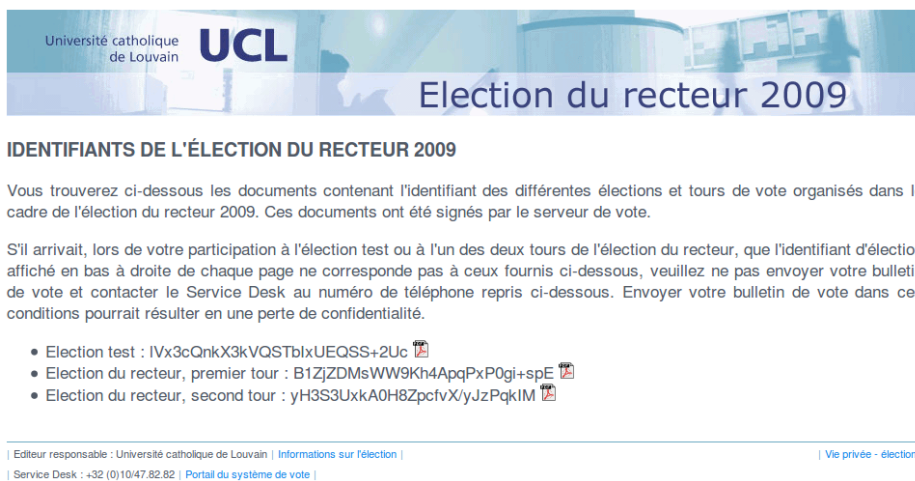 Université catholique
de Louvain
UCL
Election du recteur 2009
IDENTIFIANTS DE L'ÉLECTION DU RECTEUR 2009
Vous trouverez ci-dessous les documents contenant l'identifiant des différentes élections et tours de vote organisés dans l
cadre de l'élection du recteur 2009. Ces documents ont été signés par le serveur de vote.
S'il arrivait, lors de votre participation à l'élection test ou à l'un des deux tours de l'élection du recteur, que l'identifiant d'électio
affiché en bas à droite de chaque page ne corresponde pas à ceux fournis ci-dessous, veuillez ne pas envoyer votre bulleti
de vote et contacter le Service Desk au numéro de téléphone repris ci-dessous. Envoyer votre bulletin de vote dans ce
conditions pourrait résulter en une perte de confidentialité.
• Election test : IVx3cQnkX3kVQSTbIxUEQSS+2Uc
• Election du recteur, premier tour : B1ZjZDMsWW9Kh4ApqPxP0gi+spE
• Election du recteur, second tour : yH3S3UxkA0H8ZpcfvX/yJzPqkIM
| Editeur responsable : Université catholique de Louvain | Informations sur l'élection | | Vie privée - élection
| Service Desk : +32 (0)10/47.82.82 | Portail du système de vote |